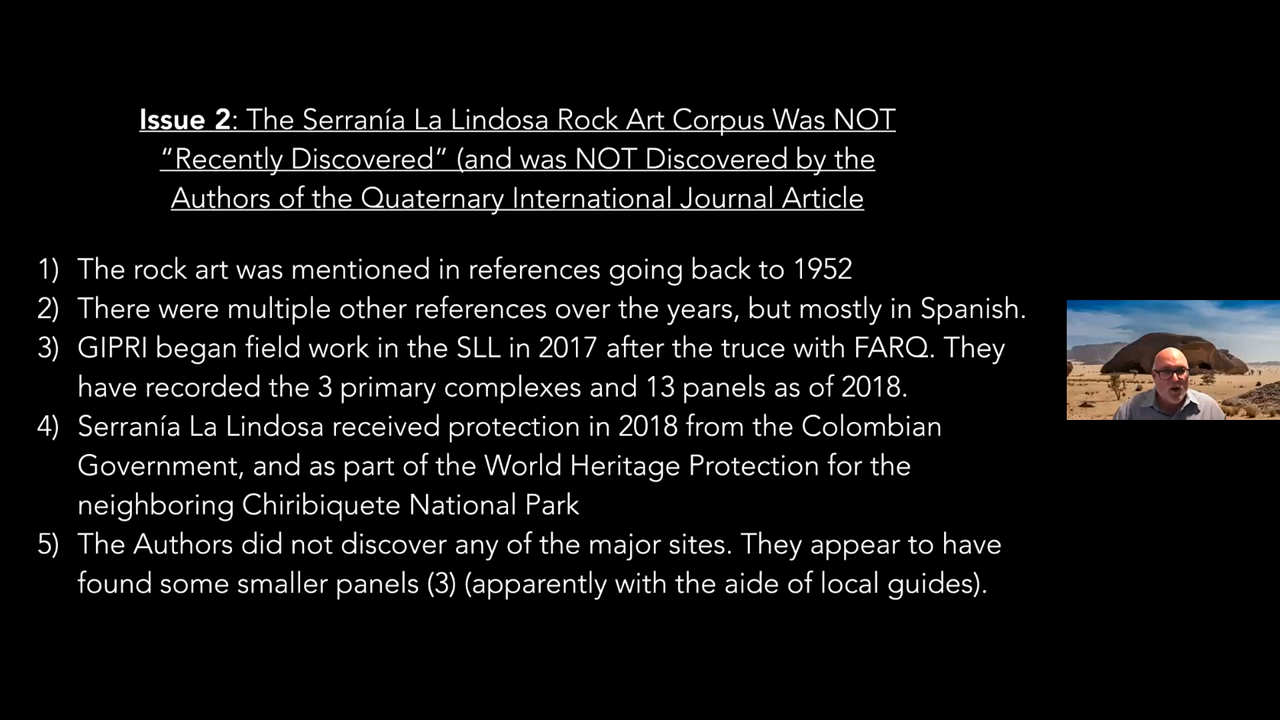 Issue 2: The Serranía La Lindosa Rock Art Corpus Was NOT
“Recently Discovered” (and was NOT Discovered by the
Authors of the Quaternary International Journal Article
1) The rock art was mentioned in references going back to 1952
2) There were multiple other references over the years, but mostly in Spanish.
3) GIPRI began field work in the SLL in 2017 after the truce with FARQ. They
have recorded the 3 primary complexes and 13 panels as of 2018.
4) Serranía La Lindosa received protection in 2018 from the Colombian
Government, and as part of the World Heritage Protection for the
neighboring Chiribiquete National Park
5) The Authors did not discover any of the major sites. They appear to have
found some smaller panels (3) (apparently with the aide of local guides).